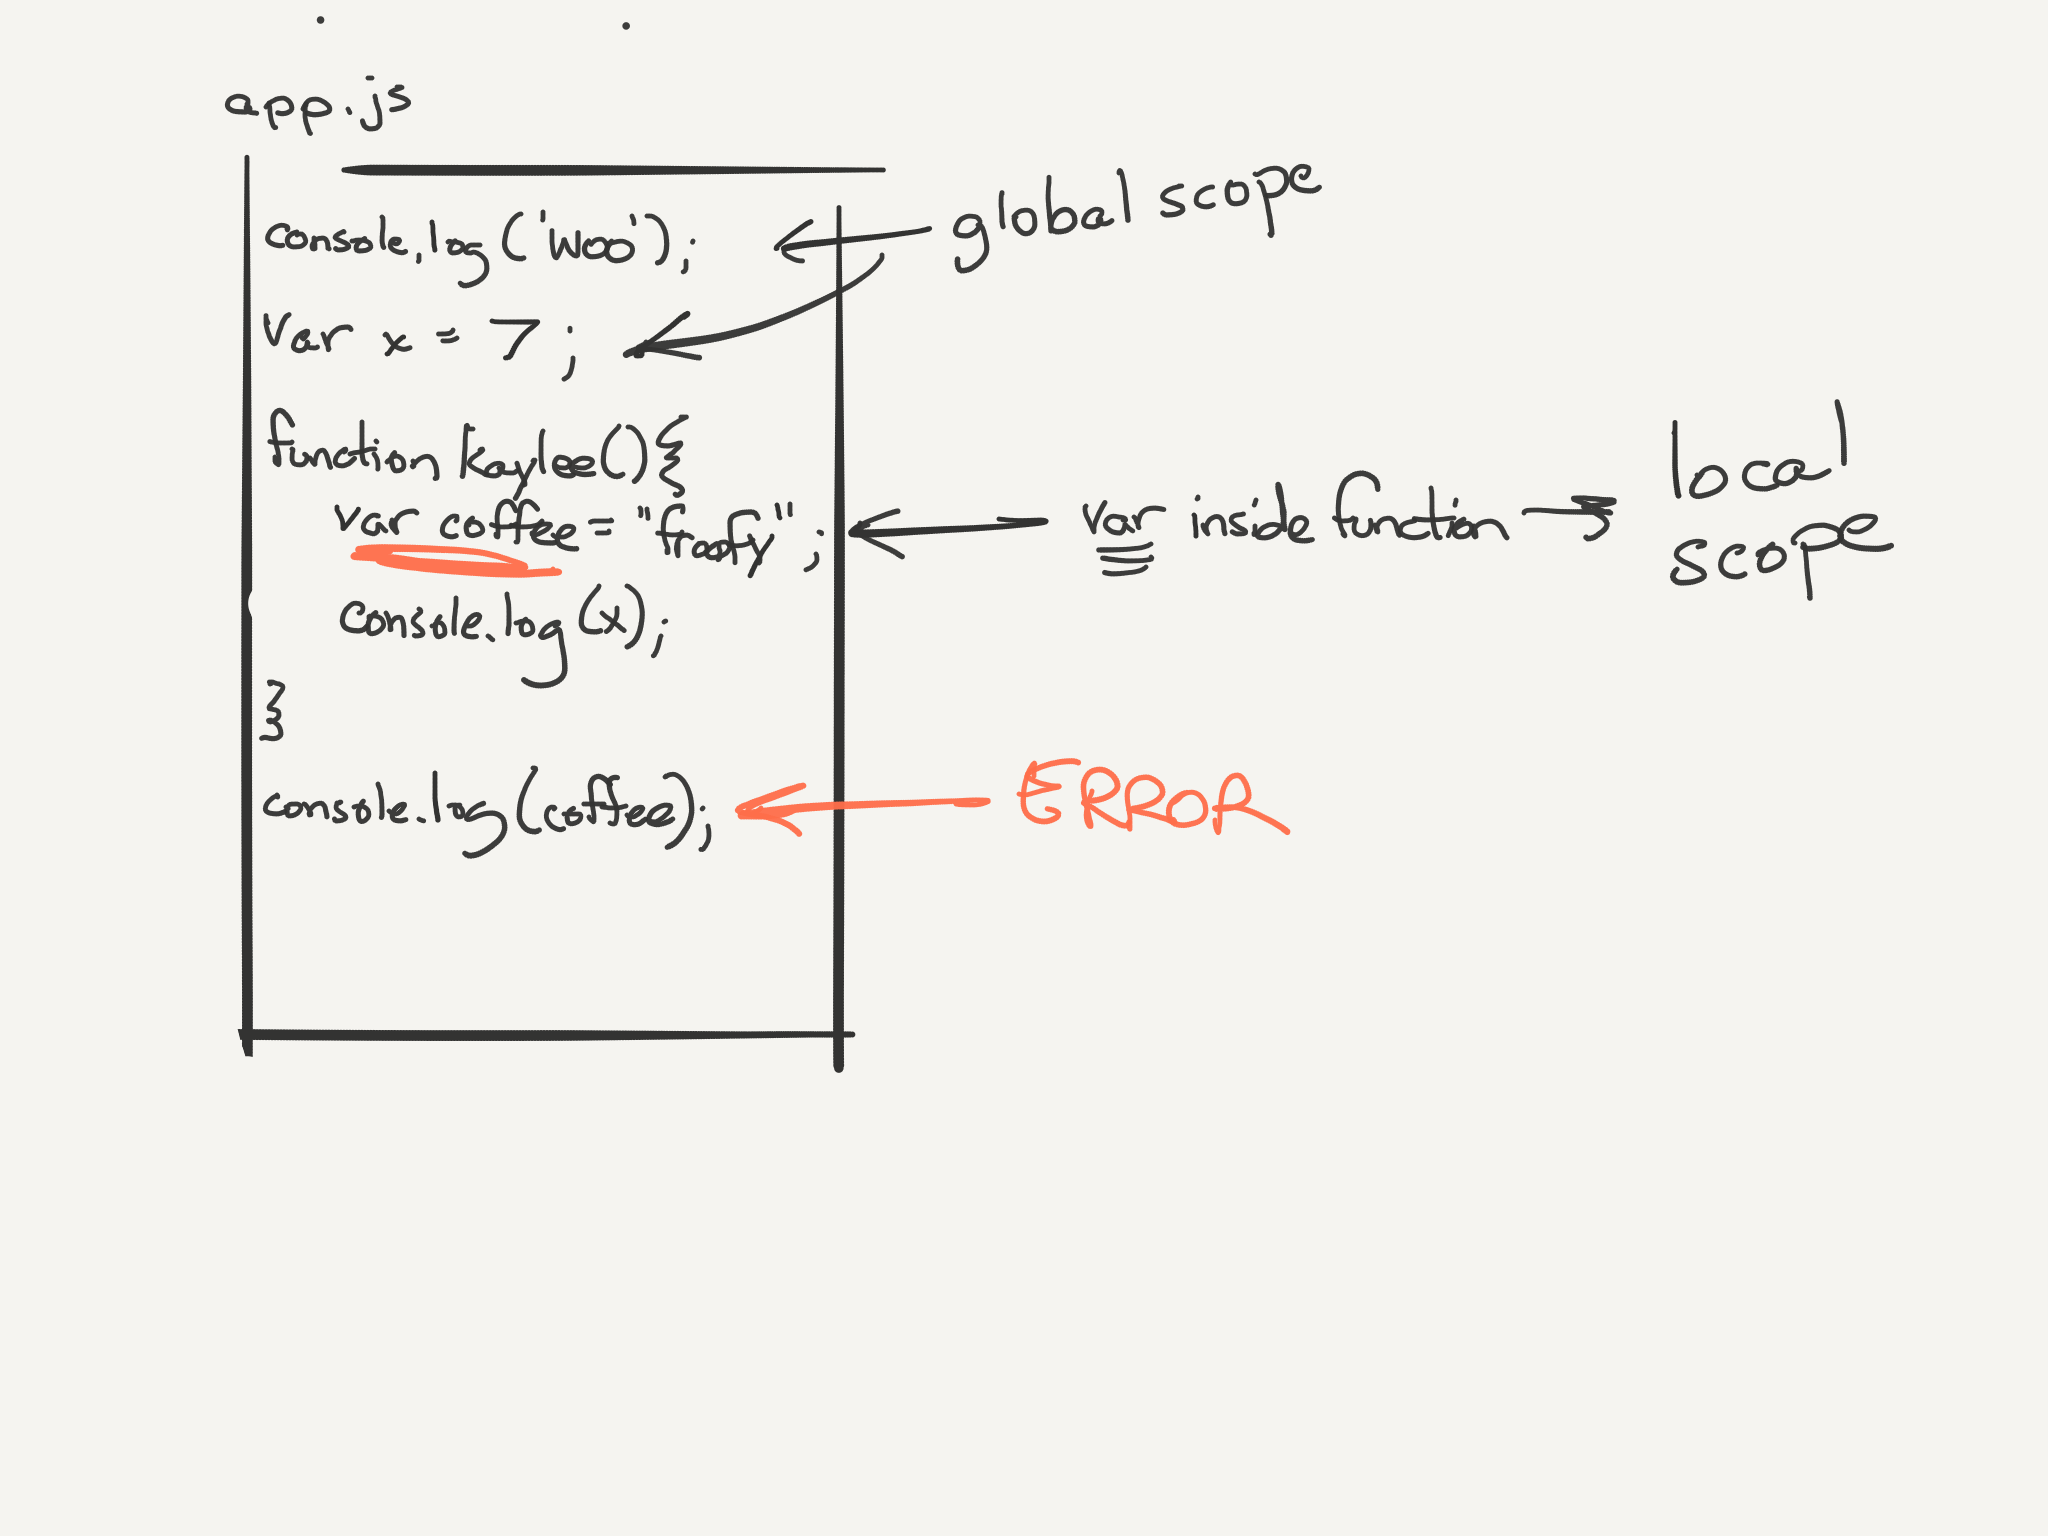 app.js
console.log('Woo');
global scope
var x = 7;
function kaylee(){
var coffee = "froofy";
var inside function
local
scope
console.log(x);
}
console.log(coffee);
ERROR